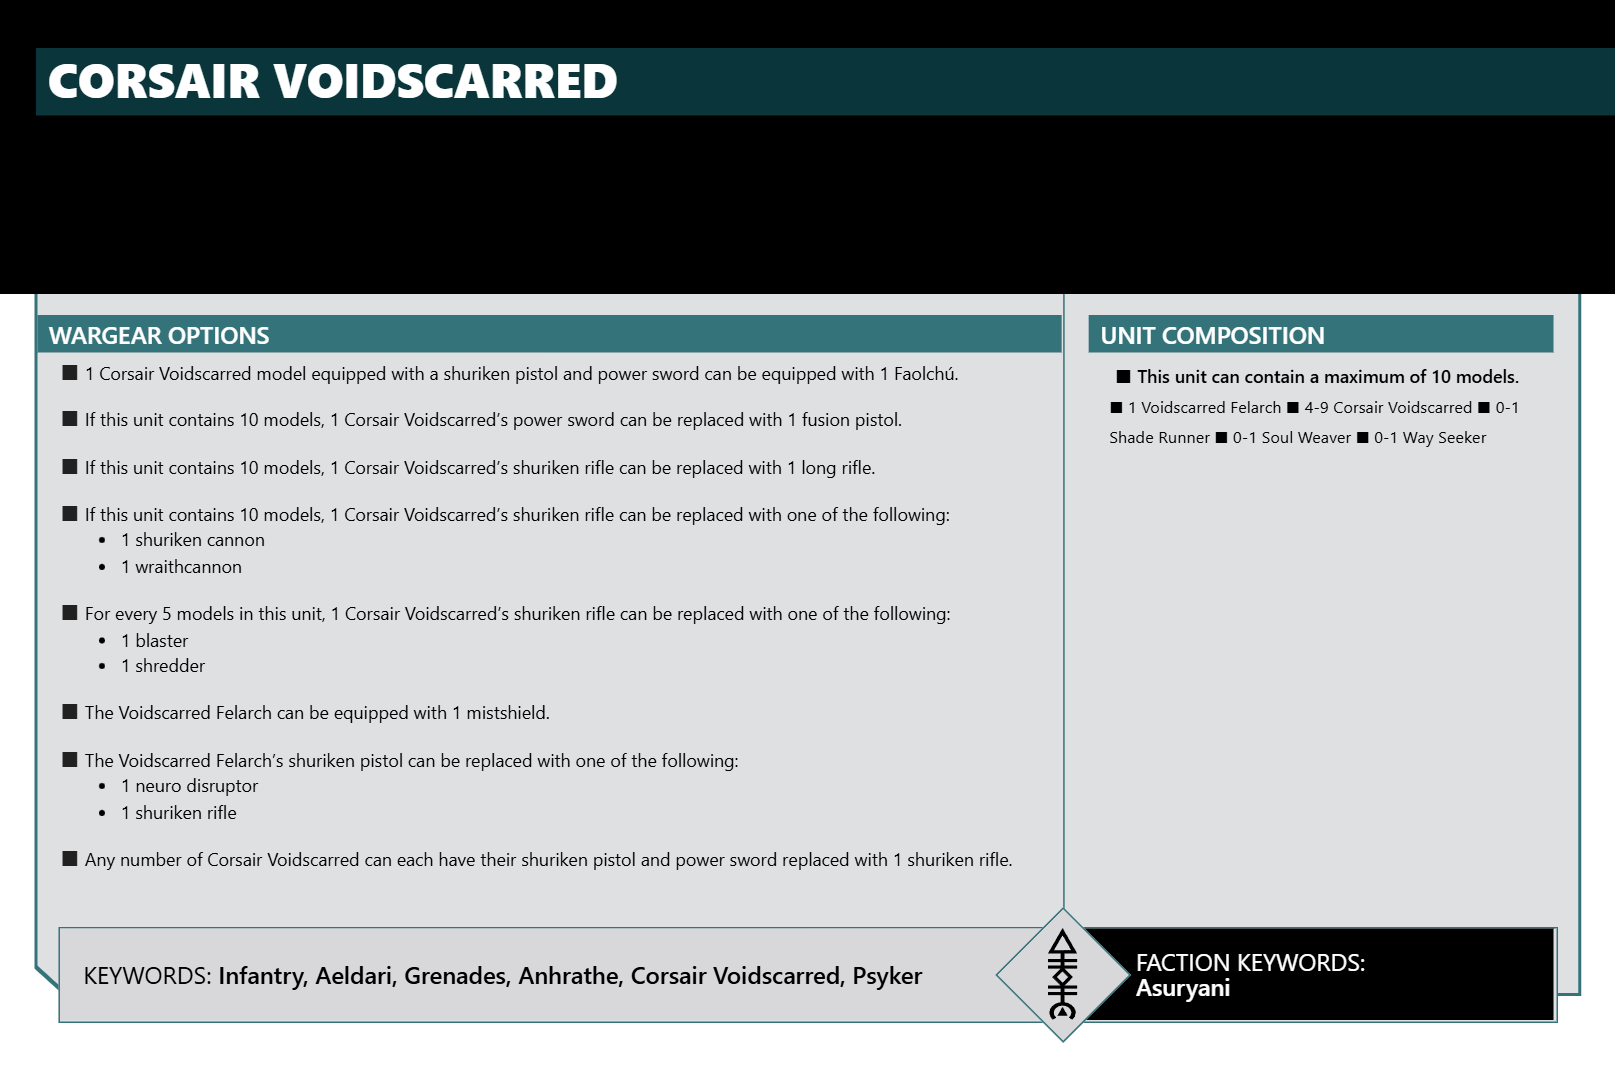 CORSAIR VOIDSCARRED
WARGEAR OPTIONS
■ 1 Corsair Voidscarred model equipped with a shuriken pistol and power sword can be equipped with 1 Faolchú.
■ If this unit contains 10 models, 1 Corsair Voidscarred’s power sword can be replaced with 1 fusion pistol.
■ If this unit contains 10 models, 1 Corsair Voidscarred’s shuriken rifle can be replaced with 1 long rifle.
■ If this unit contains 10 models, 1 Corsair Voidscarred’s shuriken rifle can be replaced with one of the following:
• 1 shuriken cannon
• 1 wraithcannon
■ For every 5 models in this unit, 1 Corsair Voidscarred’s shuriken rifle can be replaced with one of the following:
• 1 blaster
• 1 shredder
■ The Voidscarred Felarch can be equipped with 1 mistshield.
■ The Voidscarred Felarch’s shuriken pistol can be replaced with one of the following:
• 1 neuro disruptor
• 1 shuriken rifle
■ Any number of Corsair Voidscarred can each have their shuriken pistol and power sword replaced with 1 shuriken rifle.
UNIT COMPOSITION
■ This unit can contain a maximum of 10 models.
■ 1 Voidscarred Felarch ■ 4-9 Corsair Voidscarred ■ 0-1
Shade Runner ■ 0-1 Soul Weaver ■ 0-1 Way Seeker
KEYWORDS: Infantry, Aeldari, Grenades, Anhrathe, Corsair Voidscarred, Psyker
FACTION KEYWORDS:
Asuryani